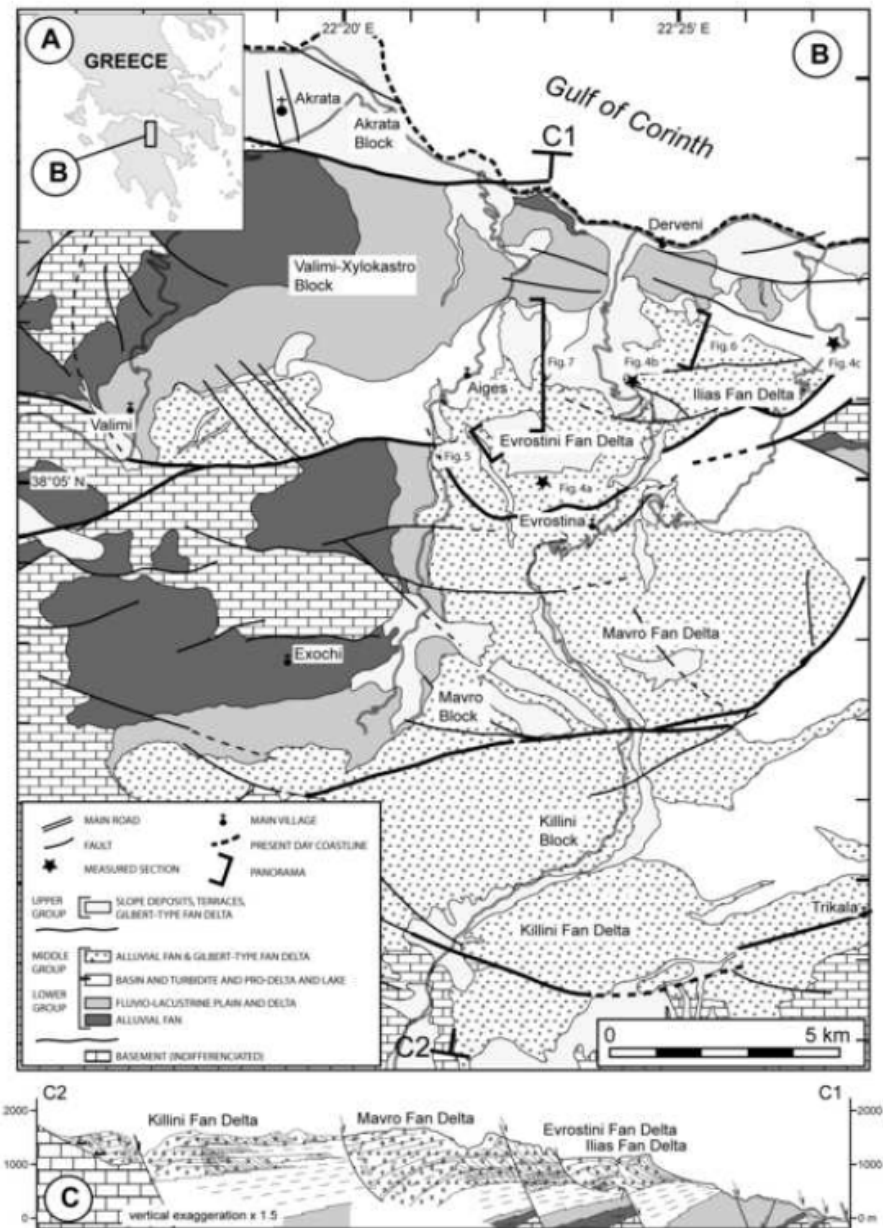 22°20' E
22°25' E
A
GREECE
B
B
Akrata
Akrata
Block
C1
Gulf of Corinth
Derveni
Valimi-Xylokastro
Block
Fig. 7
Fig. 4b
Fig. 6
Fig. 4c
Aiges
Ilias Fan Delta
Valimi
Evrostini Fan Delta
Fig. 5
38°05' N
Fig. 4a
Evrostina
Mavro Fan Delta
Exochi
Mavro
Block
Killini
Block
Trikala
Killini Fan Delta
C2
MAIN ROAD
MAIN VILLAGE
FAULT
PRESENT DAY COASTLINE
MEASURED SECTION
PANORAMA
UPPER
GROUP
SLOPE DEPOSITS, TERRACES,
GILBERT-TYPE FAN DELTA
MIDDLE
GROUP
ALLUVIAL FAN & GILBERT-TYPE FAN DELTA
BASIN AND TURBIDITE AND PRO-DELTA AND LAKE
LOWER
GROUP
FLUVIO-LACUSTRINE PLAIN AND DELTA
ALLUVIAL FAN
BASEMENT (INDIFFERENCIATED)
0 5 km
C2
C1
2000
1000
0
Killini Fan Delta
Mavro Fan Delta
Evrostini Fan Delta
Ilias Fan Delta
2000
1000
0 m
C
vertical exaggeration x 1.5